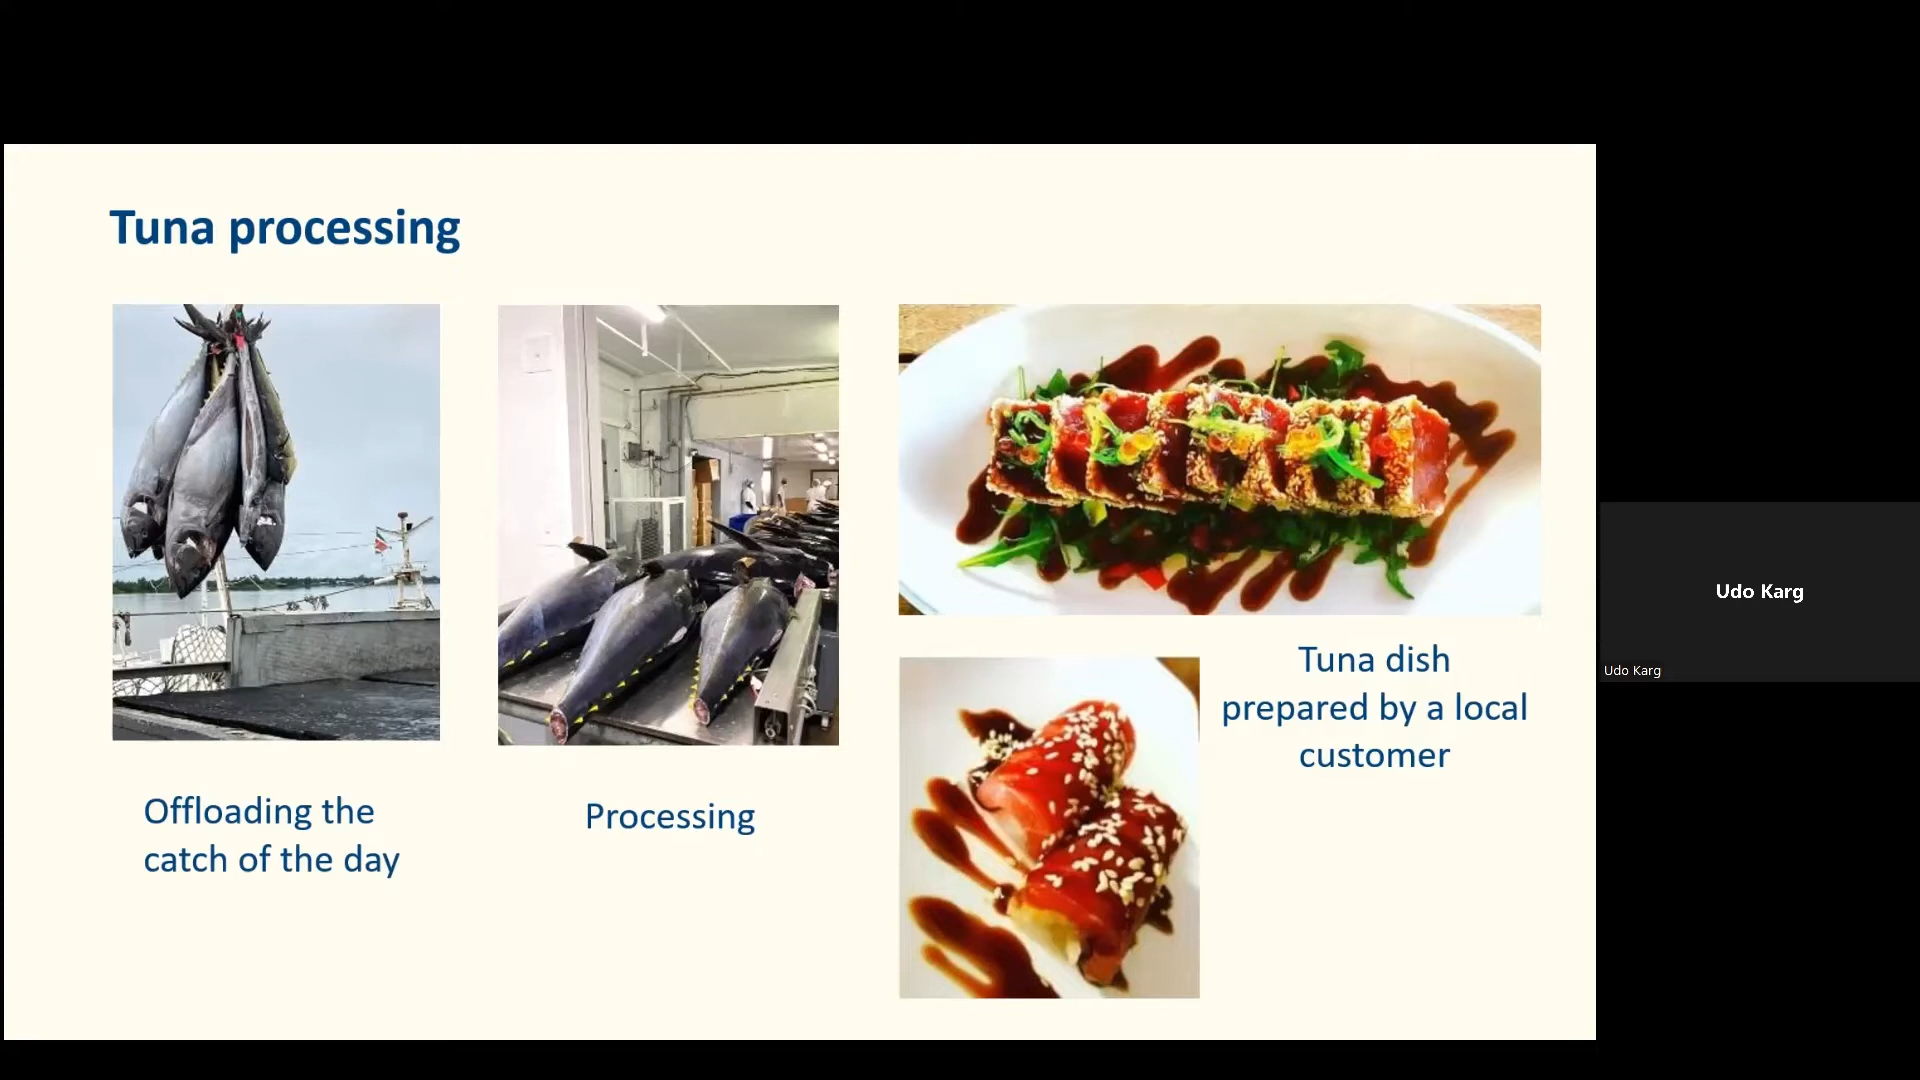 Tuna processing
Offloading the
catch of the day
Processing
Tuna dish
prepared by a local
customer
Udo Karg
Udo Karg